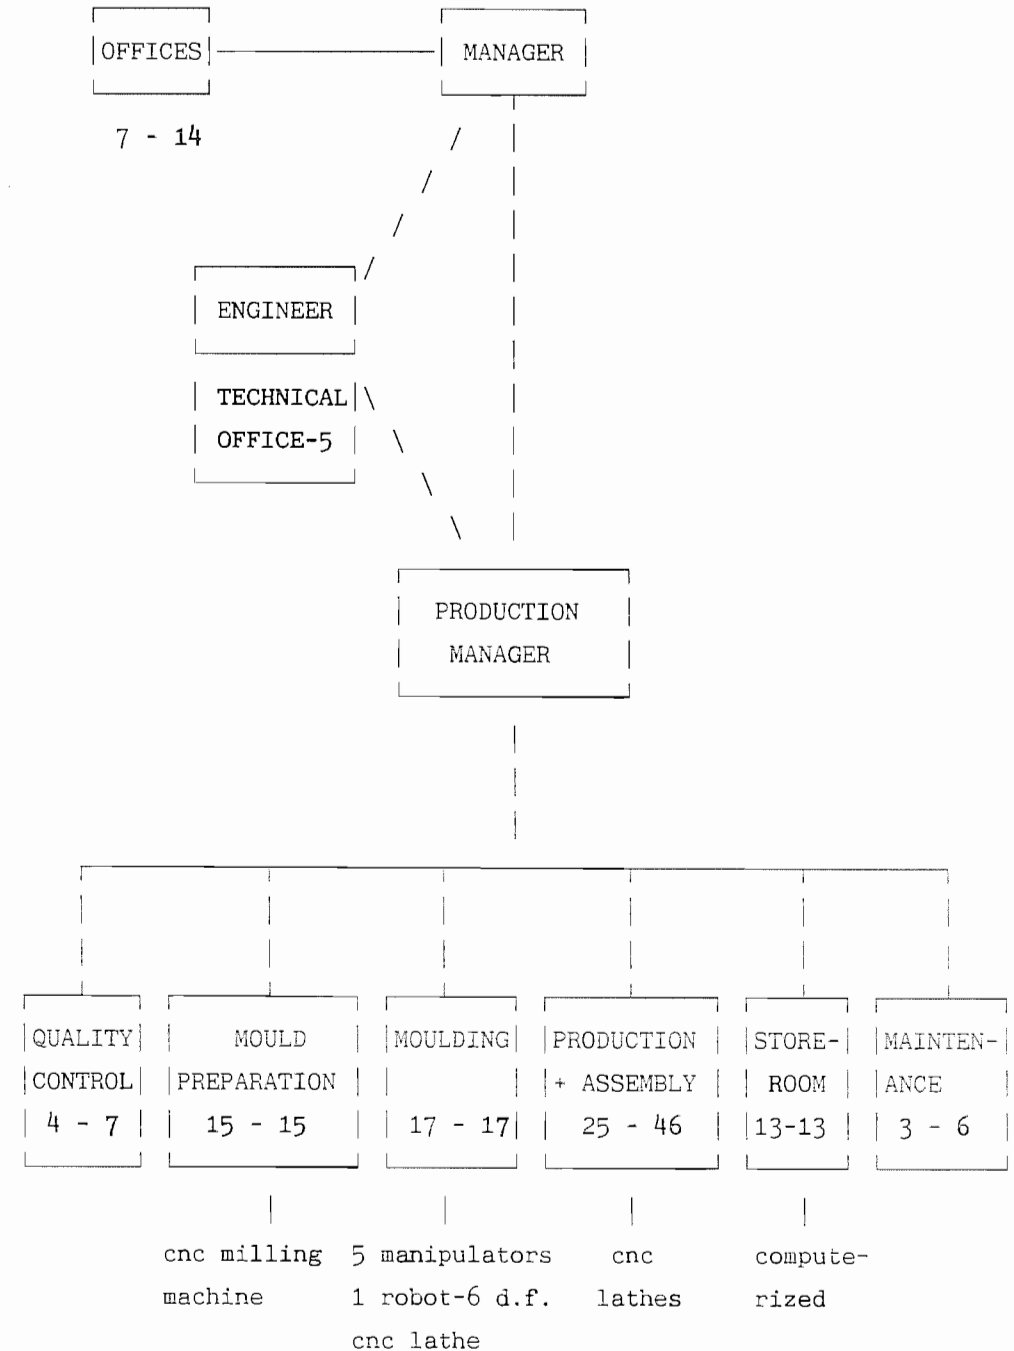 OFFICES
MANAGER
7 - 14
ENGINEER
TECHNICAL
OFFICE-5
PRODUCTION
MANAGER
QUALITY
CONTROL
4 - 7
MOULD
PREPARATION
15 - 15
MOULDING
17 - 17
PRODUCTION
+ ASSEMBLY
25 - 46
STORE-
ROOM
13-13
MAINTEN-
ANCE
3 - 6
cnc milling
machine
5 manipulators
1 robot-6 d.f.
cnc lathe
cnc
lathes
compute-
rized